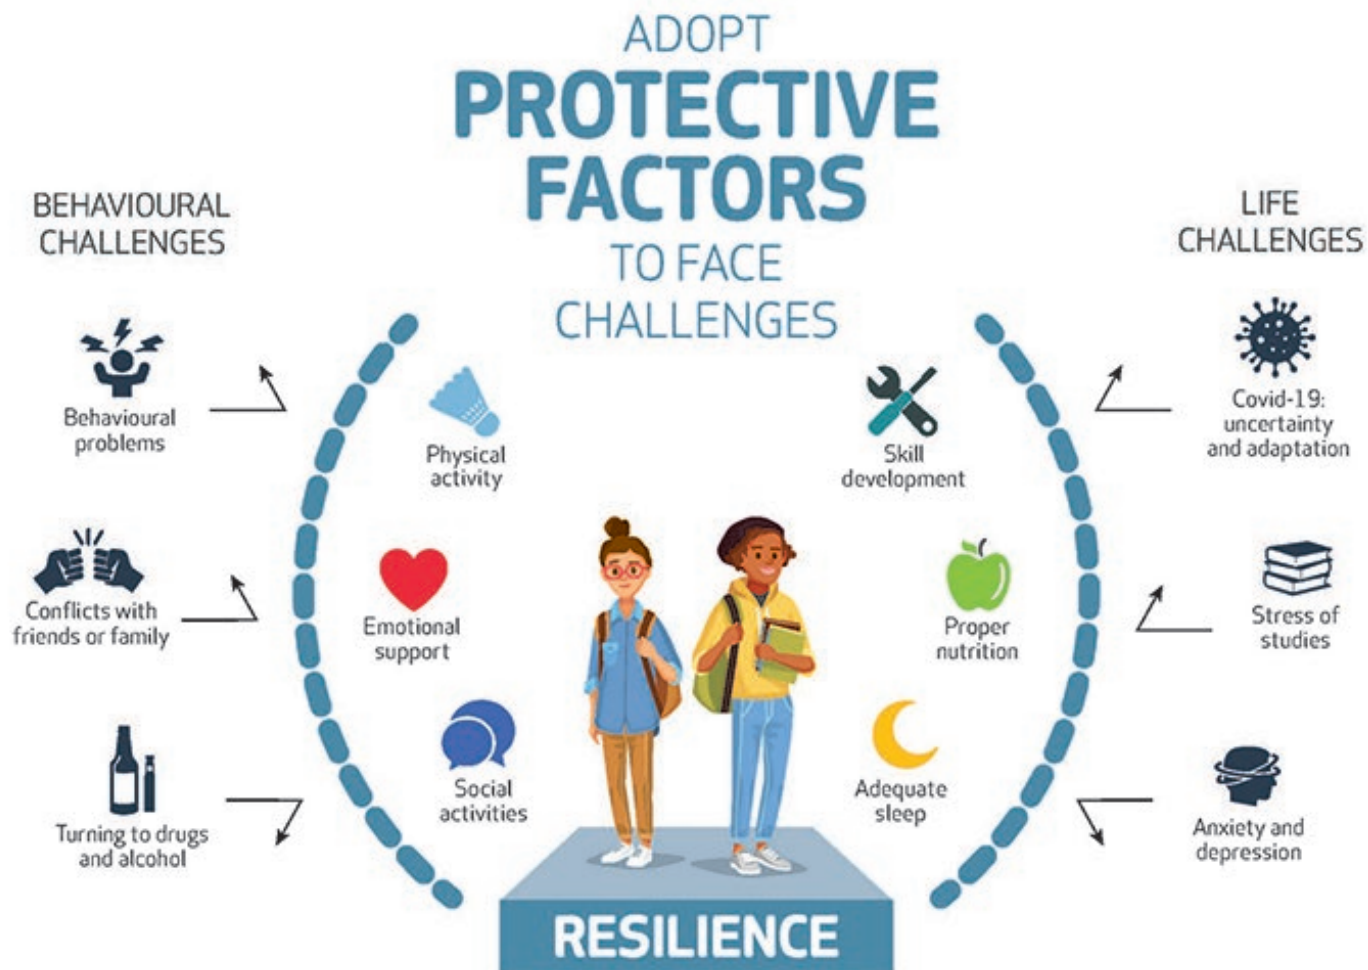 ADOPT
PROTECTIVE
FACTORS
TO FACE
CHALLENGES
BEHAVIOURAL
CHALLENGES
Behavioural
problems
Conflicts with
friends or family
Turning to drugs
and alcohol
Physical
activity
Emotional
support
Social
activities
Skill
development
Proper
nutrition
Adequate
sleep
LIFE
CHALLENGES
Covid-19:
uncertainty
and adaptation
Stress of
studies
Anxiety and
depression
RESILIENCE